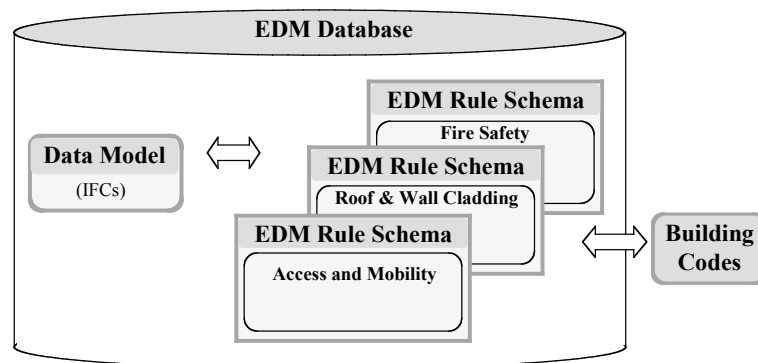 EDM Database
EDM Rule Schema
Fire Safety
Data Model
(IFCs)
EDM Rule Schema
Roof & Wall Cladding
EDM Rule Schema
Access and Mobility
Building
Codes